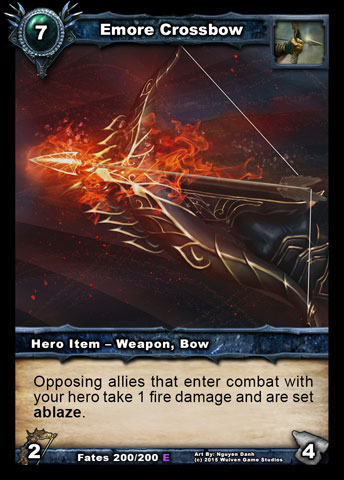 7
Emore Crossbow
Hero Item – Weapon, Bow
Opposing allies that enter combat with
your hero take 1 fire damage and are set
ablaze.
2
Fates 200/200 E
Art By: Nguyen Danh
(c) 2015 Wulven Game Studios
4